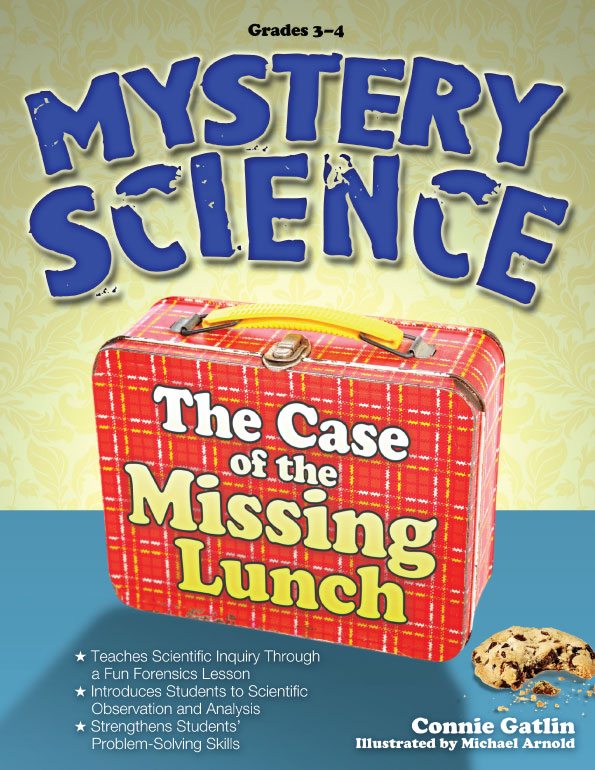 Grades 3–4
MYSTERY
SCIENCE
The Case
of the
Missing
Lunch
★ Teaches Scientific Inquiry Through
a Fun Forensics Lesson
★ Introduces Students to Scientific
Observation and Analysis
★ Strengthens Students’
Problem-Solving Skills
Connie Gatlin
Illustrated by Michael Arnold